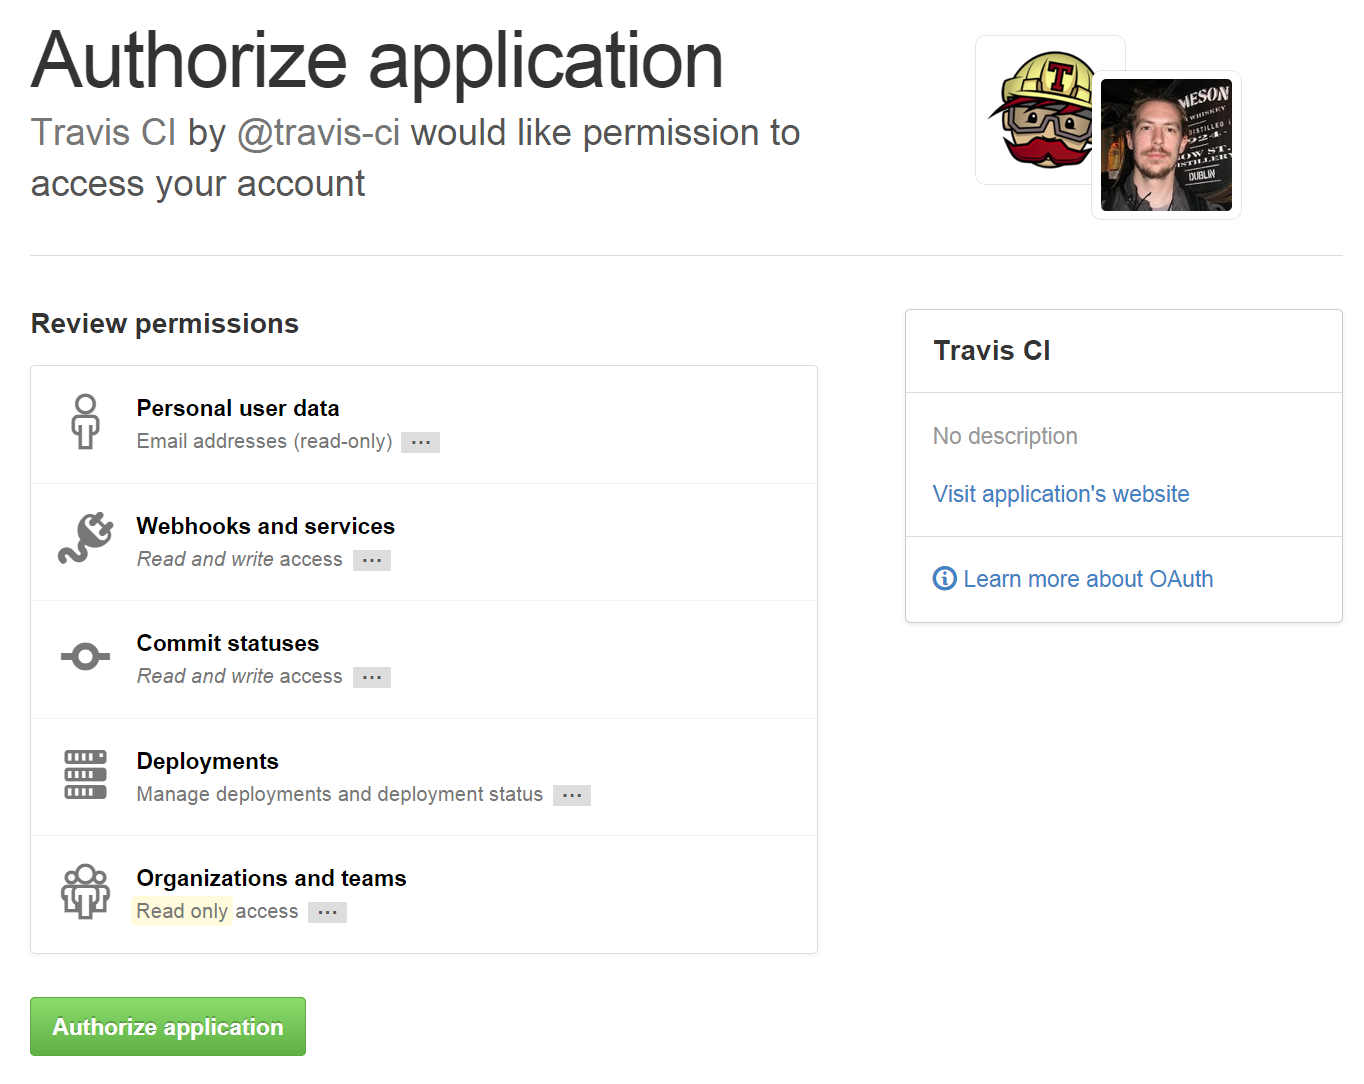 Authorize application
Travis CI by @travis-ci would like permission to
access your account
T
MESON
WHISKEY
DISTILLED
924
OW ST.
DISTILLERY
DUBLIN
Review permissions
Personal user data
Email addresses (read-only) ...
Webhooks and services
Read and write access ...
Commit statuses
Read and write access ...
Deployments
Manage deployments and deployment status ...
Organizations and teams
Read only access ...
Authorize application
Travis CI
No description
Visit application's website
Learn more about OAuth